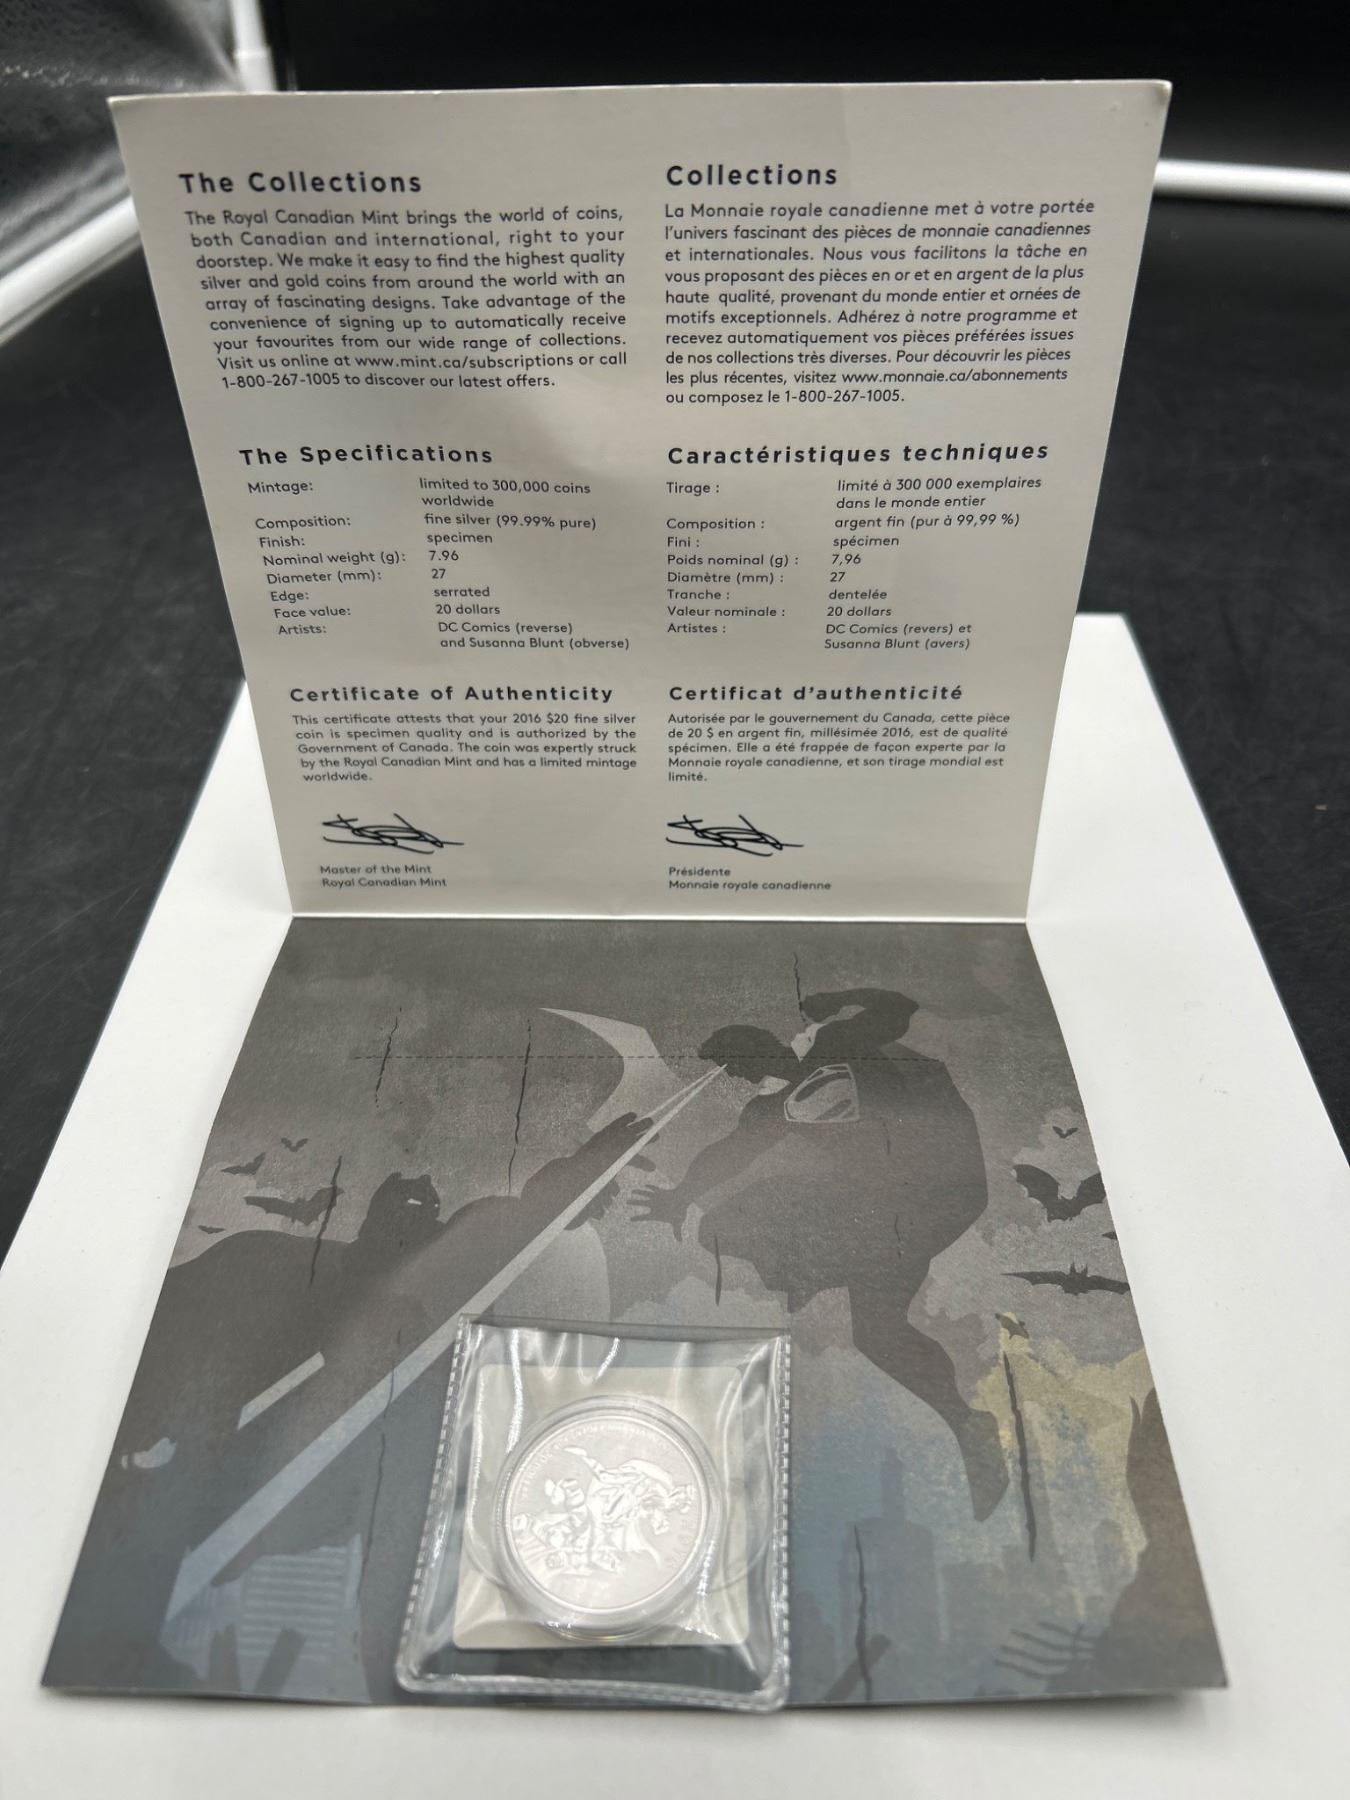 The Collections
The Royal Canadian Mint brings the world of coins,
both Canadian and international, right to your
doorstep. We make it easy to find the highest quality
silver and gold coins from around the world with an
array of fascinating designs. Take advantage of the
convenience of signing up to automatically receive
your favourites from our wide range of collections.
Visit us online at www.mint.ca/subscriptions or call
1-800-267-1005 to discover our latest offers.
The Specifications
Mintage: limited to 300,000 coins
worldwide
Composition: fine silver (99.99% pure)
Finish: specimen
Nominal weight (g): 7.96
Diameter (mm): 27
Edge: serrated
Face value: 20 dollars
Artists: DC Comics (reverse)
and Susanna Blunt (obverse)
Certificate of Authenticity
This certificate attests that your 2016 $20 fine silver
coin is specimen quality and is authorized by the
Government of Canada. The coin was expertly struck
by the Royal Canadian Mint and has a limited mintage
worldwide.
Master of the Mint
Royal Canadian Mint
Collections
La Monnaie royale canadienne met à votre portée
l'univers fascinant des pièces de monnaie canadiennes
et internationales. Nous vous facilitons la tâche en
vous proposant des pièces en or et en argent de la plus
haute qualité, provenant du monde entier et ornées de
motifs exceptionnels. Adhérez à notre programme et
recevez automatiquement vos pièces préférées issues
de nos collections très diverses. Pour découvrir les pièces
les plus récentes, visitez www.monnaie.ca/abonnements
ou composez le 1-800-267-1005.
Caractéristiques techniques
Tirage : limité à 300 000 exemplaires
dans le monde entier
Composition : argent fin (pur à 99,99 %)
Fini : spécimen
Poids nominal (g) : 7,96
Diamètre (mm) : 27
Tranche : dentelée
Valeur nominale : 20 dollars
Artistes : DC Comics (revers) et
Susanna Blunt (avers)
Certificat d'authenticité
Autorisée par le gouvernement du Canada, cette pièce
de 20 $ en argent fin, millésimée 2016, est de qualité
spécimen. Elle a été frappée de façon experte par la
Monnaie royale canadienne, et son tirage mondial est
limité.
Présidente
Monnaie royale canadienne